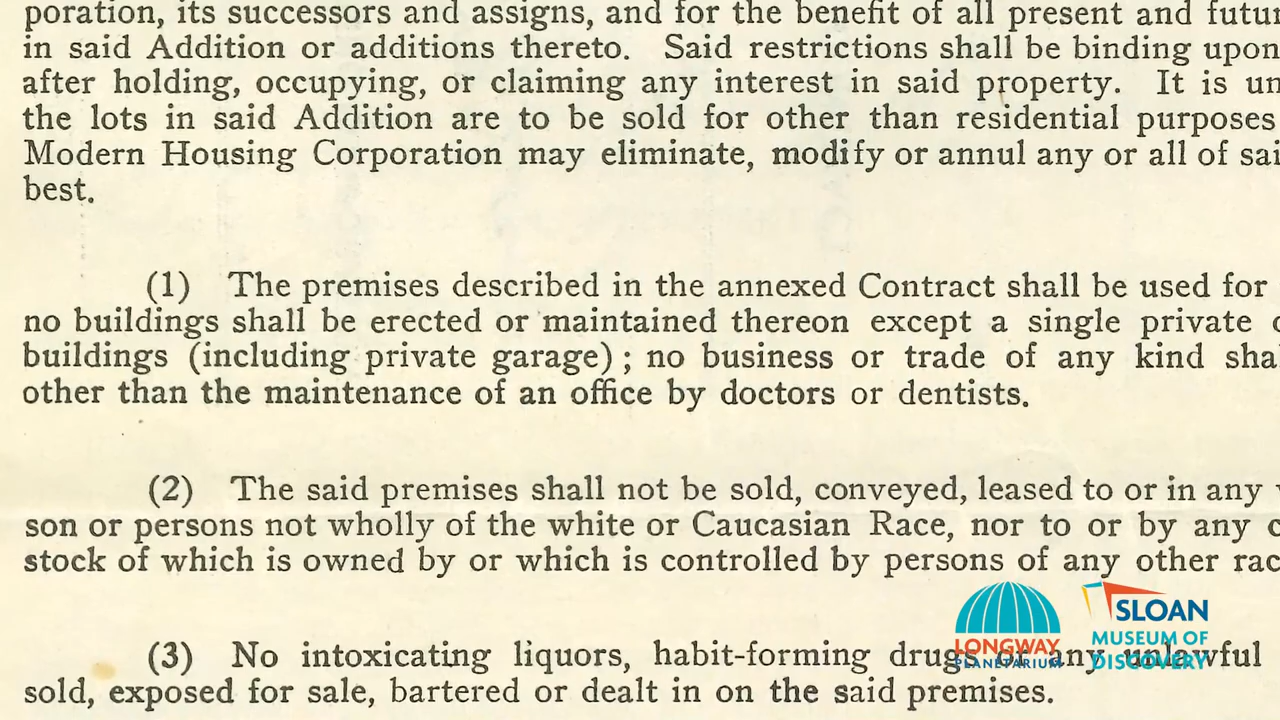 poration, its successors and assigns, and for the benefit of all present and futur
in said Addition or additions thereto. Said restrictions shall be binding upon
after holding, occupying, or claiming any interest in said property. It is un
the lots in said Addition are to be sold for other than residential purposes
Modern Housing Corporation may eliminate, modify or annul any or all of sai
best.
(1) The premises described in the annexed Contract shall be used for
no buildings shall be erected or maintained thereon except a single private
buildings (including private garage); no business or trade of any kind sha
other than the maintenance of an office by doctors or dentists.
(2) The said premises shall not be sold, conveyed, leased to or in any
son or persons not wholly of the white or Caucasian Race, nor to or by any
stock of which is owned by or which is controlled by persons of any other rac
(3) No intoxicating liquors, habit-forming drugs or any unlawful
sold, exposed for sale, bartered or dealt in on the said premises.
LONGWAY
PLANETARIUM
SLOAN
MUSEUM OF
DISCOVERY